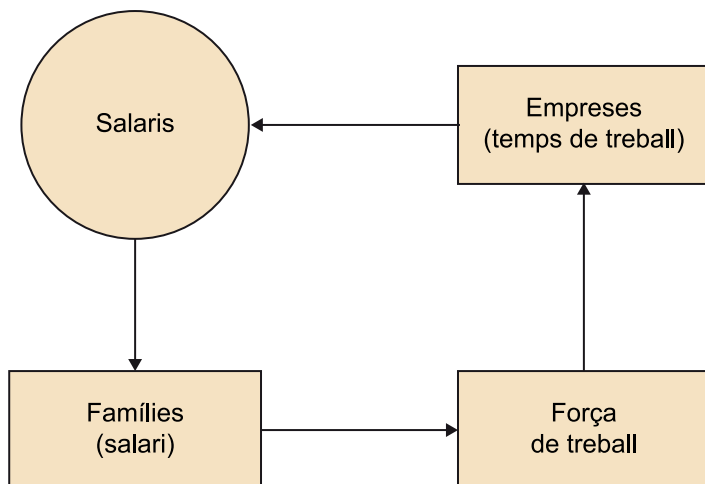 Salaris
Empreses
(temps de treball)
Famílies
(salari)
Força
de treball